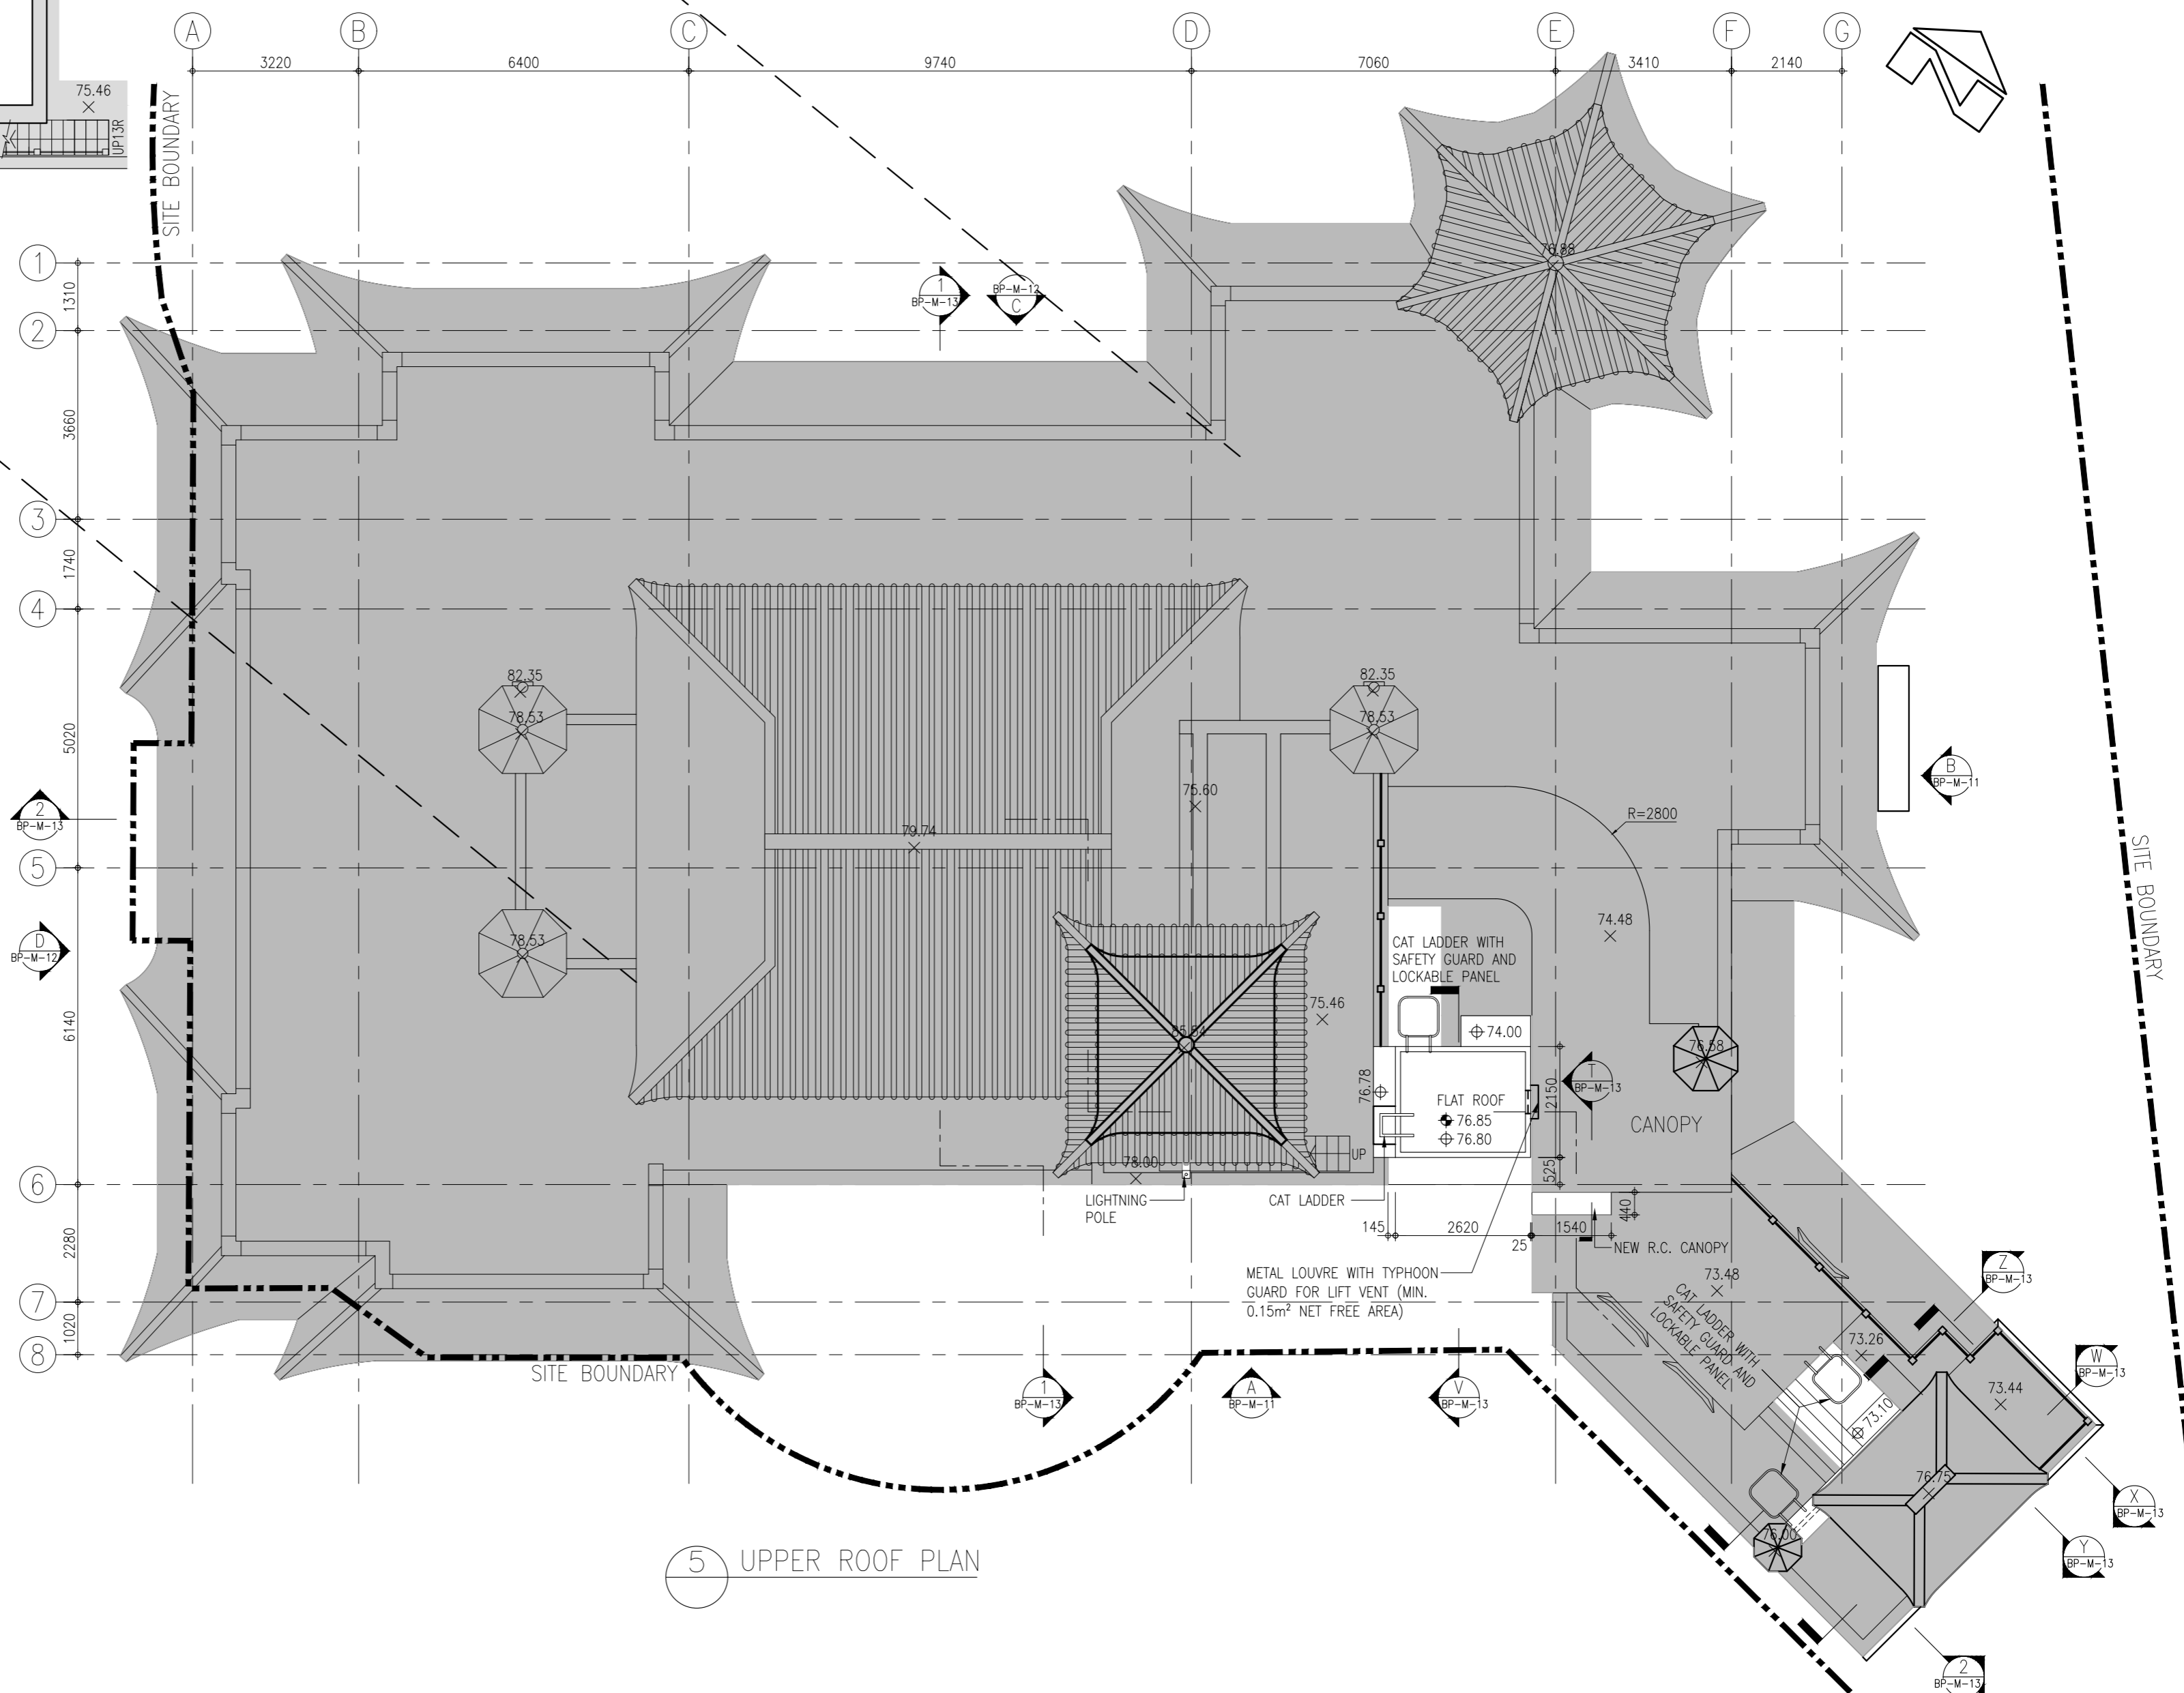 A B C D E F G
3220 6400 9740 7060 3410 2140
75.46
UP13R
SITE BOUNDARY
76.88
1
1310
2
3660
3
1740
4
5020
5
6140
6
2280
7
1020
8
1
BP-M-13
BP-M-12
C
82.35
78.53
82.35
78.53
75.60
79.74
R=2800
B
BP-M-11
2
BP-M-13
SITE BOUNDARY
D
BP-M-12
78.53
74.48
CAT LADDER WITH
SAFETY GUARD AND
LOCKABLE PANEL
75.46
85.54
74.00
76.58
76.78
FLAT ROOF
76.85
76.80
2150
T
BP-M-13
CANOPY
78.00
UP
525
LIGHTNING
POLE
CAT LADDER
440
145 2620 1540
25
NEW R.C. CANOPY
METAL LOUVRE WITH TYPHOON
GUARD FOR LIFT VENT (MIN.
0.15m² NET FREE AREA)
73.48
CAT LADDER WITH
SAFETY GUARD AND
LOCKABLE PANEL
73.26
Z
BP-M-13
W
BP-M-13
73.44
73.10
SITE BOUNDARY
1
BP-M-13
A
BP-M-11
V
BP-M-13
76.75
X
BP-M-13
76.00
Y
BP-M-13
2
BP-M-13
5 UPPER ROOF PLAN